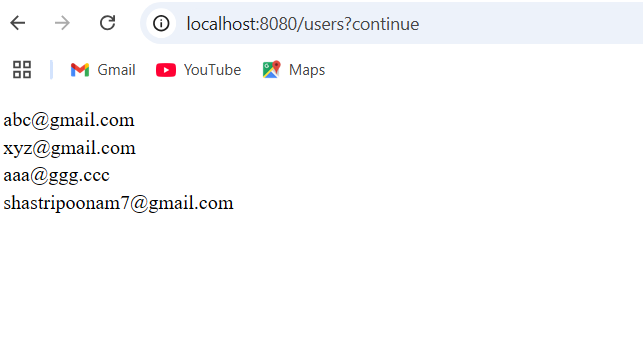 localhost:8080/users?continue
Gmail YouTube Maps
abc@gmail.com
xyz@gmail.com
aaa@ggg.ccc
shastripoonam7@gmail.com